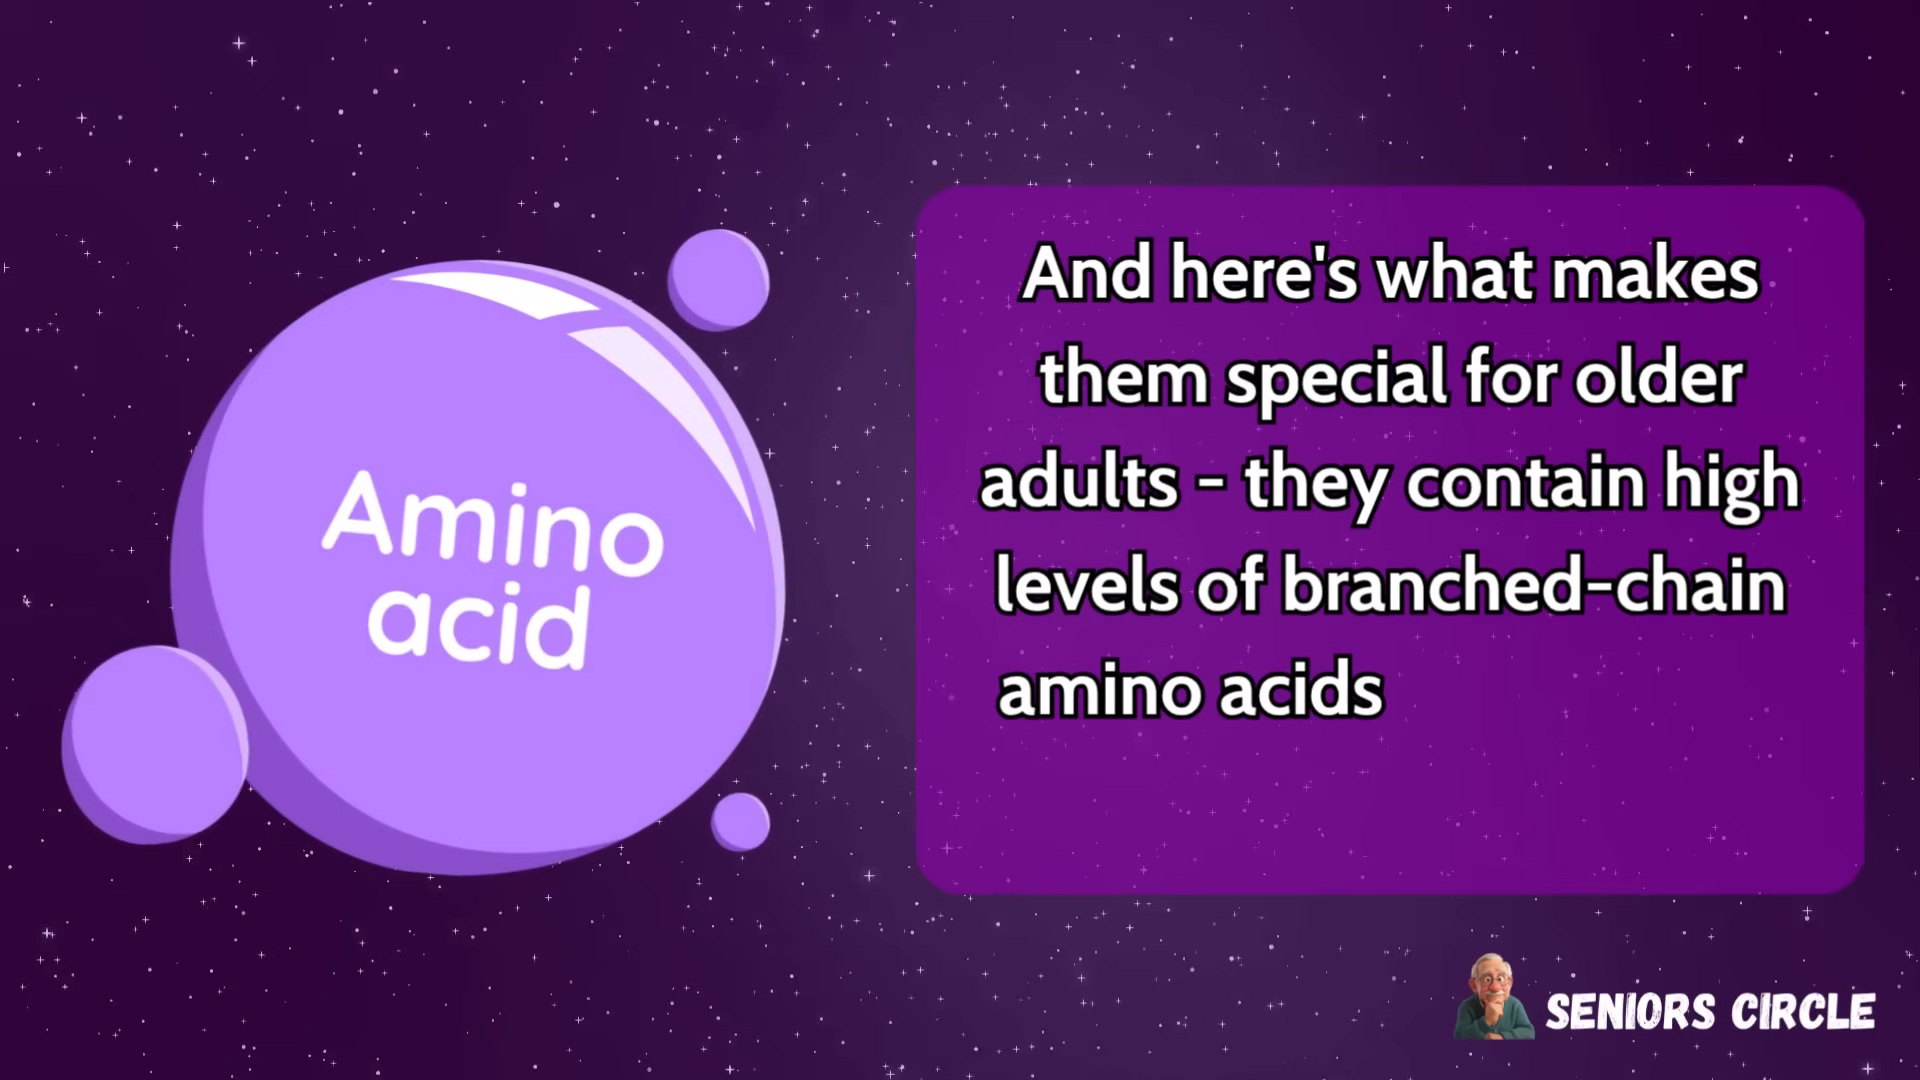 Amino
acid
And here's what makes
them special for older
adults - they contain high
levels of branched-chain
amino acids
SENIORS CIRCLE